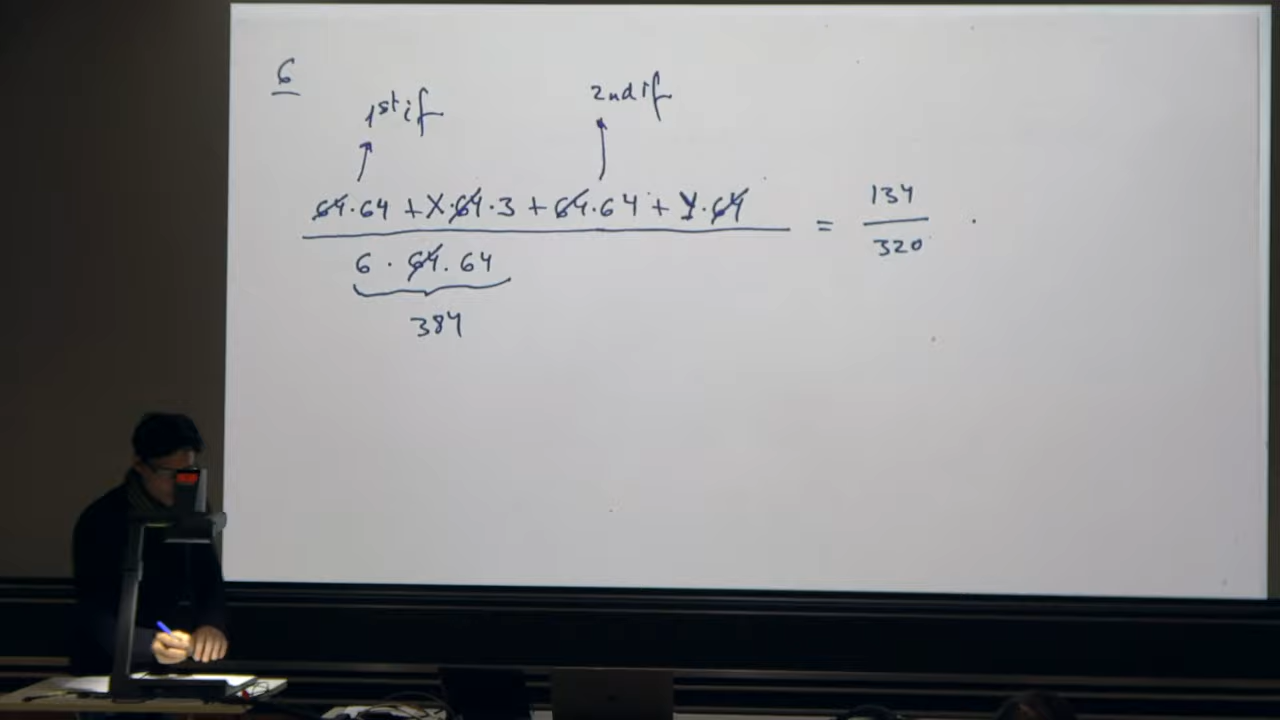 6
1st if
2nd if
64·64 + X·64·3 + 64·64 + Y·64
6 · 64 · 64
= 134
320
384